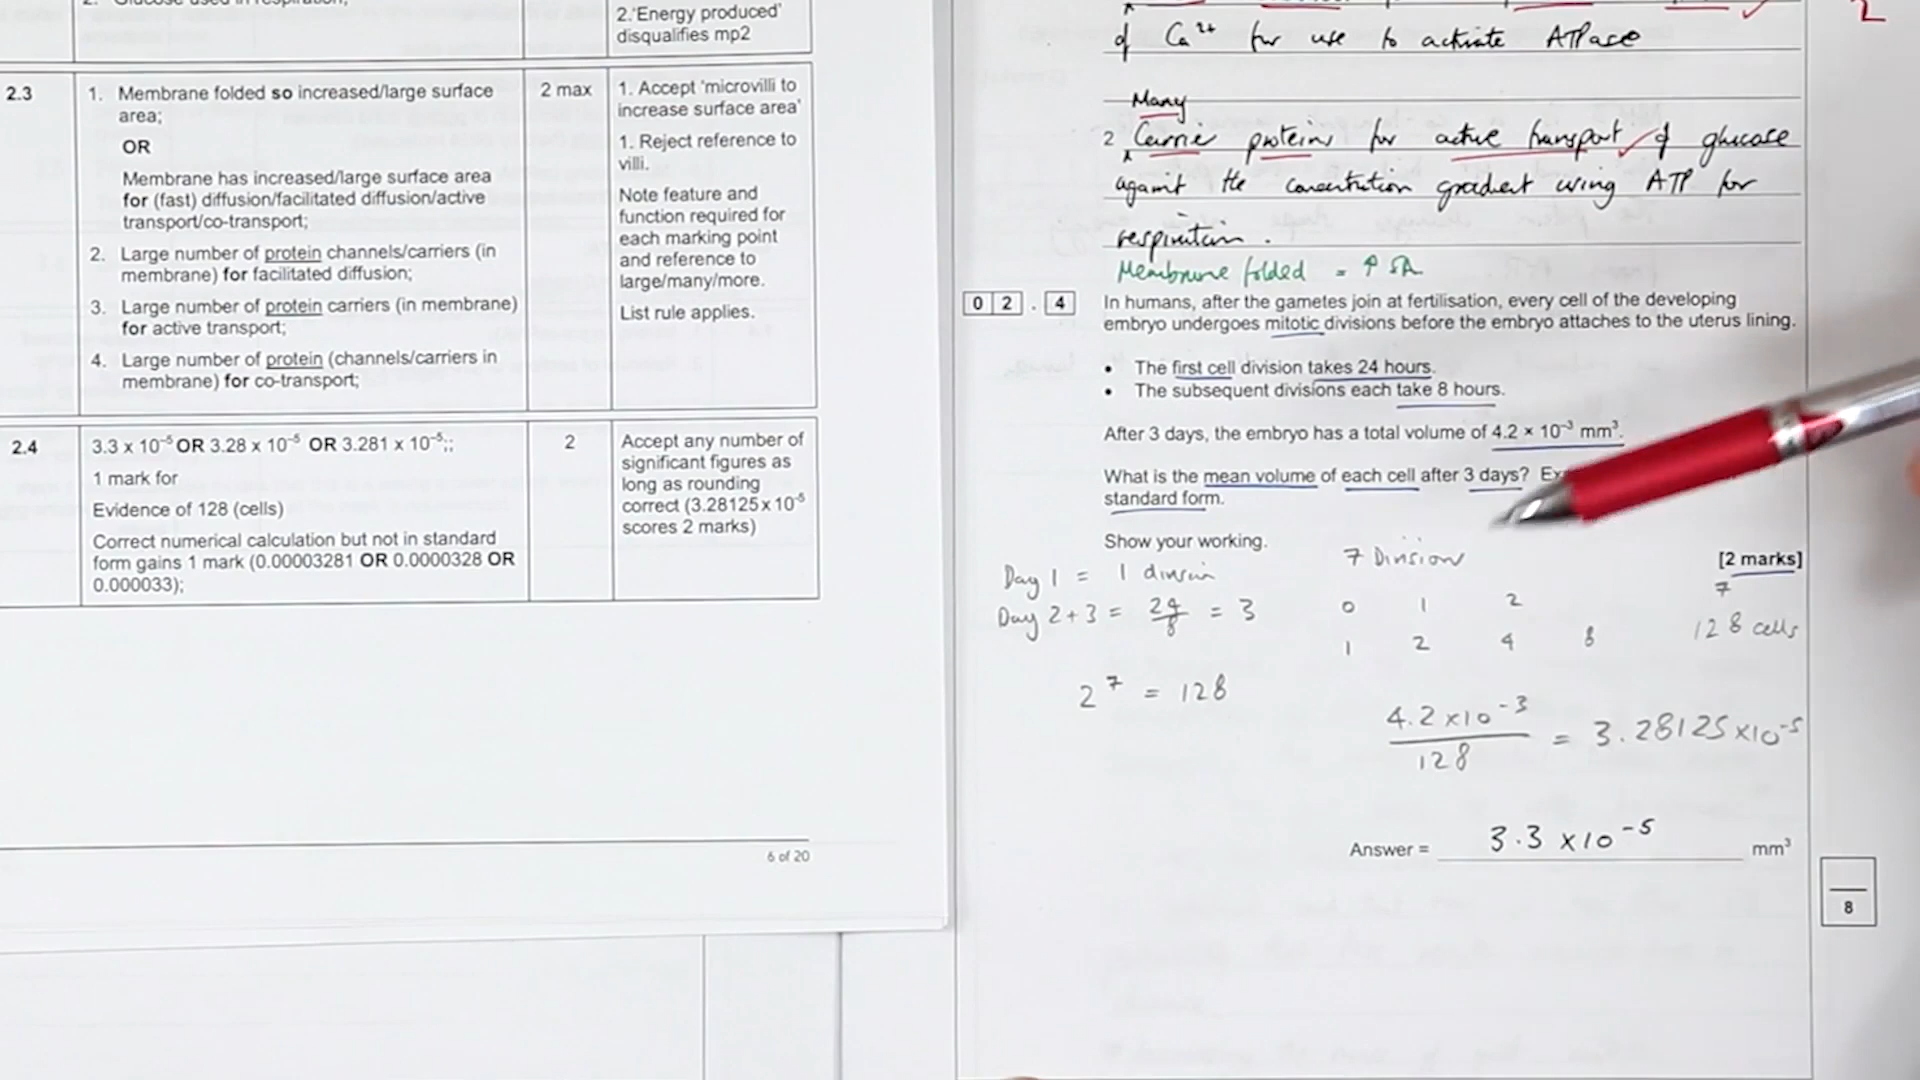 2.'Energy produced'
disqualifies mp2
2.3
1. Membrane folded so increased/large surface
area;
OR
Membrane has increased/large surface area
for (fast) diffusion/facilitated diffusion/active
transport/co-transport;
2. Large number of protein channels/carriers (in
membrane) for facilitated diffusion;
3. Large number of protein carriers (in membrane)
for active transport;
4. Large number of protein (channels/carriers in
membrane) for co-transport;
2 max
1. Accept 'microvilli to
increase surface area'
1. Reject reference to
villi.
Note feature and
function required for
each marking point
and reference to
large/many/more.
List rule applies.
2.4
3.3 x 10⁻⁵ OR 3.28 x 10⁻⁵ OR 3.281 x 10⁻⁵;;
1 mark for
Evidence of 128 (cells)
Correct numerical calculation but not in standard
form gains 1 mark (0.00003281 OR 0.0000328 OR
0.000033);
2
Accept any number of
significant figures as
long as rounding
correct (3.28125 x 10⁻⁵
scores 2 marks)
6 of 20
2
of Ca²⁺ for use to activate ATPase
Many
2 Carrie proteins for active transport of glucose
against the concentration gradient using ATP for
respiration.
Membrane folded = ↑ SA
0 2 . 4 In humans, after the gametes join at fertilisation, every cell of the developing
embryo undergoes mitotic divisions before the embryo attaches to the uterus lining.
• The first cell division takes 24 hours.
• The subsequent divisions each take 8 hours.
After 3 days, the embryo has a total volume of 4.2 × 10⁻³ mm³.
What is the mean volume of each cell after 3 days?
standard form.
Show your working.
7 Division
[2 marks]
Day 1 = 1 division
Day 2+3 = 24/8 = 3
0 1 2 7
1 2 4 8 128 cells
2⁷ = 128
4.2 x10⁻³ / 128 = 3.28125 x10⁻⁵
Answer = 3.3 x10⁻⁵ mm³
8